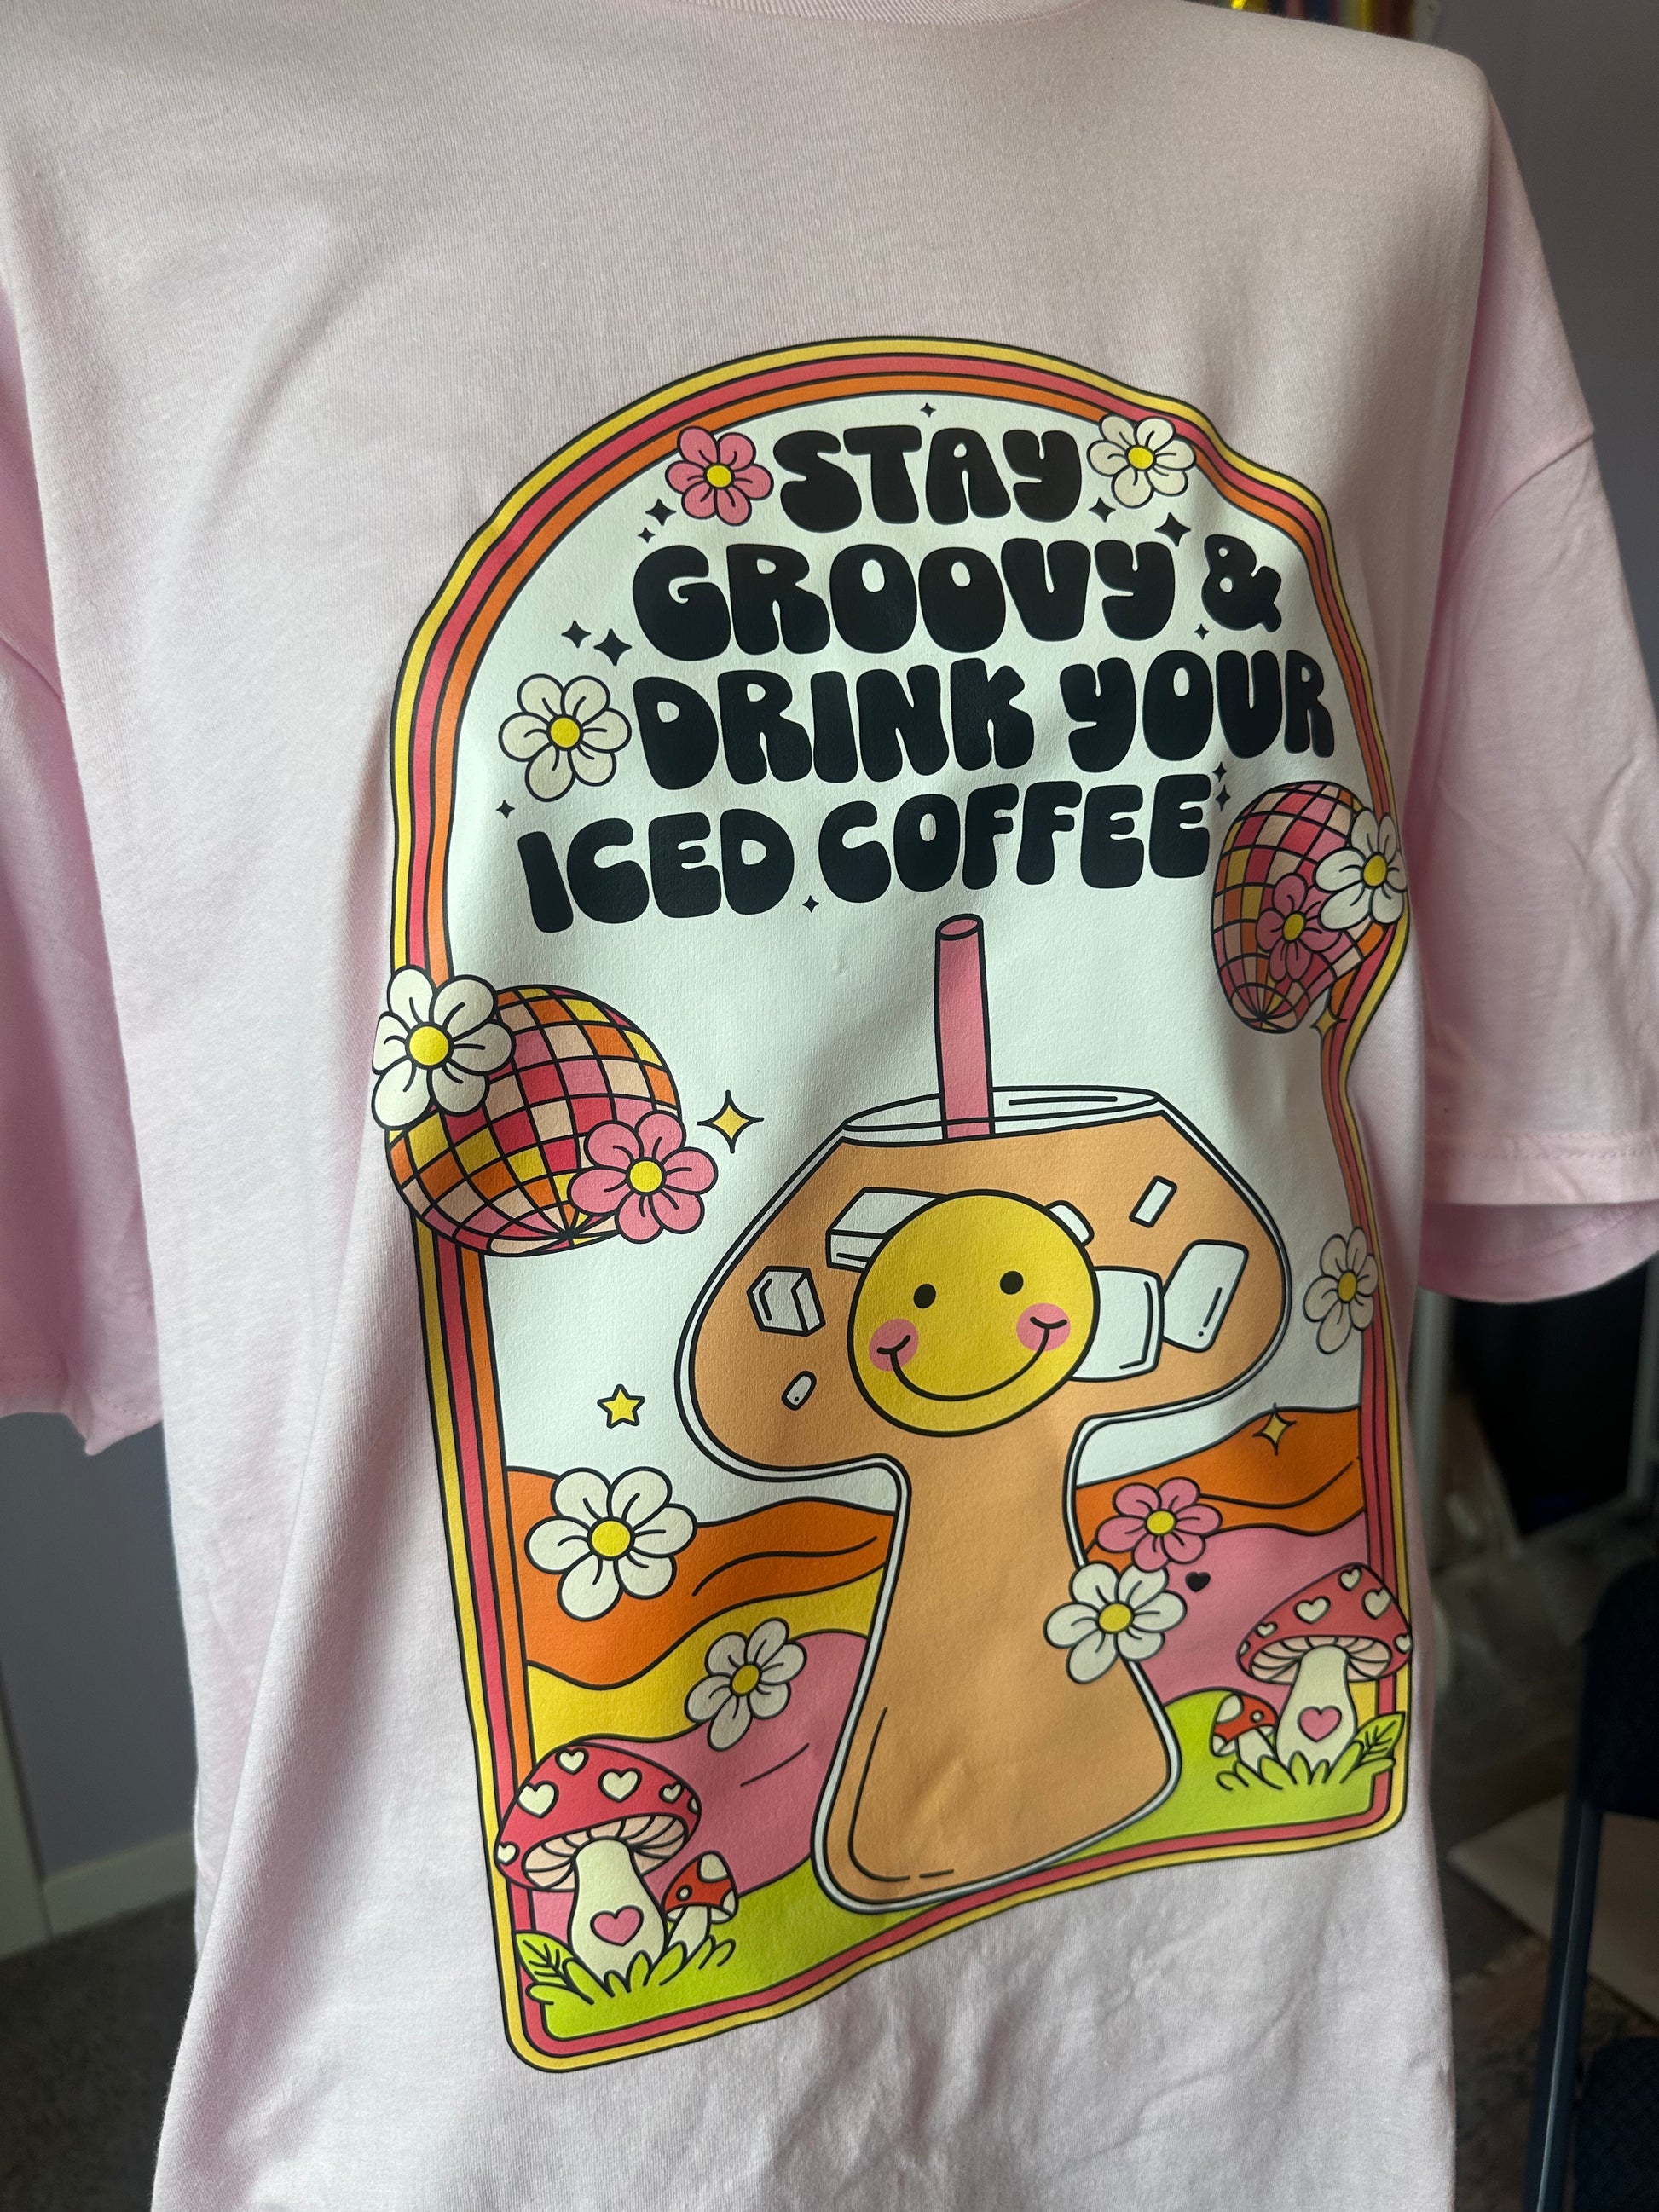 STAY
GROOVY &
DRINK YOUR
ICED COFFEE